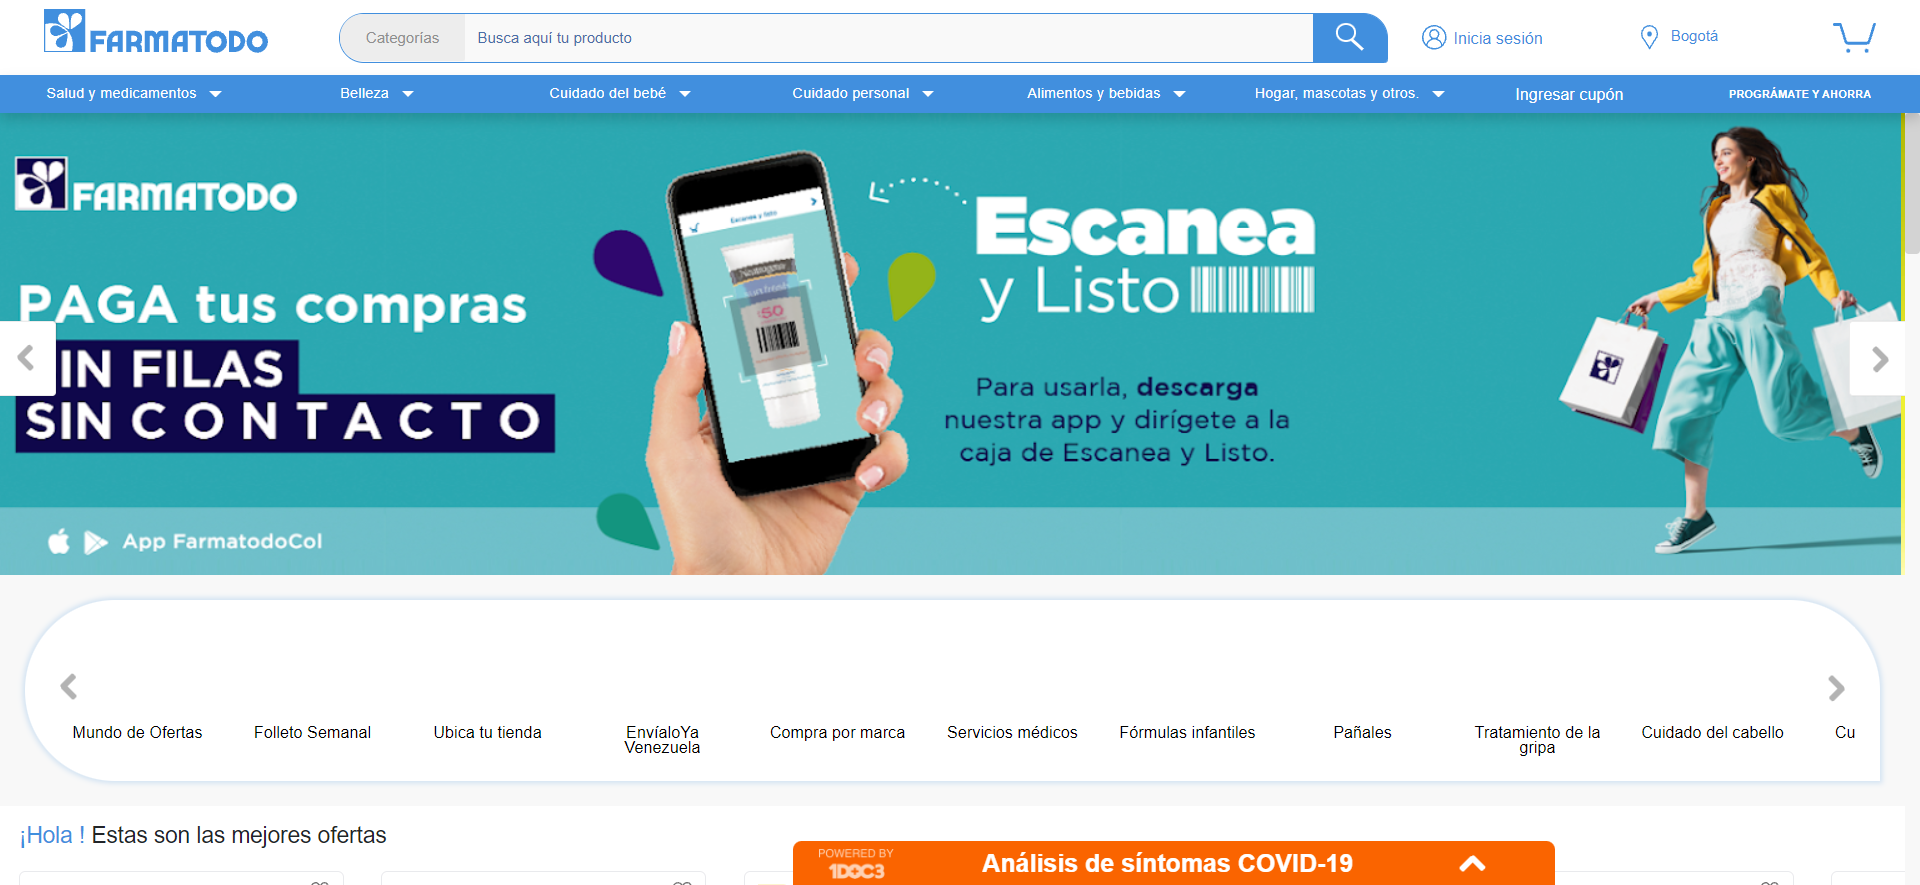 FARMATODO
Categorías
Busca aquí tu producto
Inicia sesión
Bogotá
Salud y medicamentos
Belleza
Cuidado del bebé
Cuidado personal
Alimentos y bebidas
Hogar, mascotas y otros.
Ingresar cupón
PROGRÁMATE Y AHORRA
FARMATODO
PAGA tus compras
IN FILAS
SIN CONTACTO
App FarmatodoCol
Escanea y listo
Neutrogena
50
Escanea
y Listo
Para usarla, descarga
nuestra app y dirígete a la
caja de Escanea y Listo.
Mundo de Ofertas
Folleto Semanal
Ubica tu tienda
EnvíaloYa
Venezuela
Compra por marca
Servicios médicos
Fórmulas infantiles
Pañales
Tratamiento de la
gripa
Cuidado del cabello
Cu
¡Hola ! Estas son las mejores ofertas
POWERED BY
1DOC3
Análisis de síntomas COVID-19